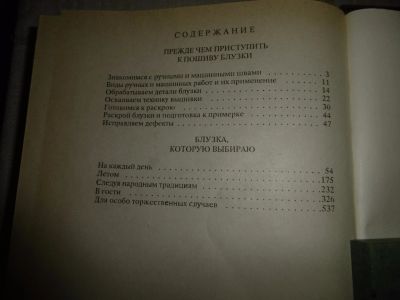 СОДЕРЖАНИЕ
ПРЕЖДЕ ЧЕМ ПРИСТУПИТЬ
К ПОШИВУ БЛУЗКИ
Знакомимся с ручными и машинными швами 3
Виды ручных и машинных работ и их применение 11
Обрабатываем детали блузки 14
Осваиваем технику вышивки 22
Готовимся к раскрою 30
Раскрой блузки и подготовка к примерке 44
Исправляем дефекты 47
БЛУЗКА,
КОТОРУЮ ВЫБИРАЮ
На каждый день 54
Летом 175
Следуя народным традициям 232
В гости 326
Для особо торжественных случаев 537